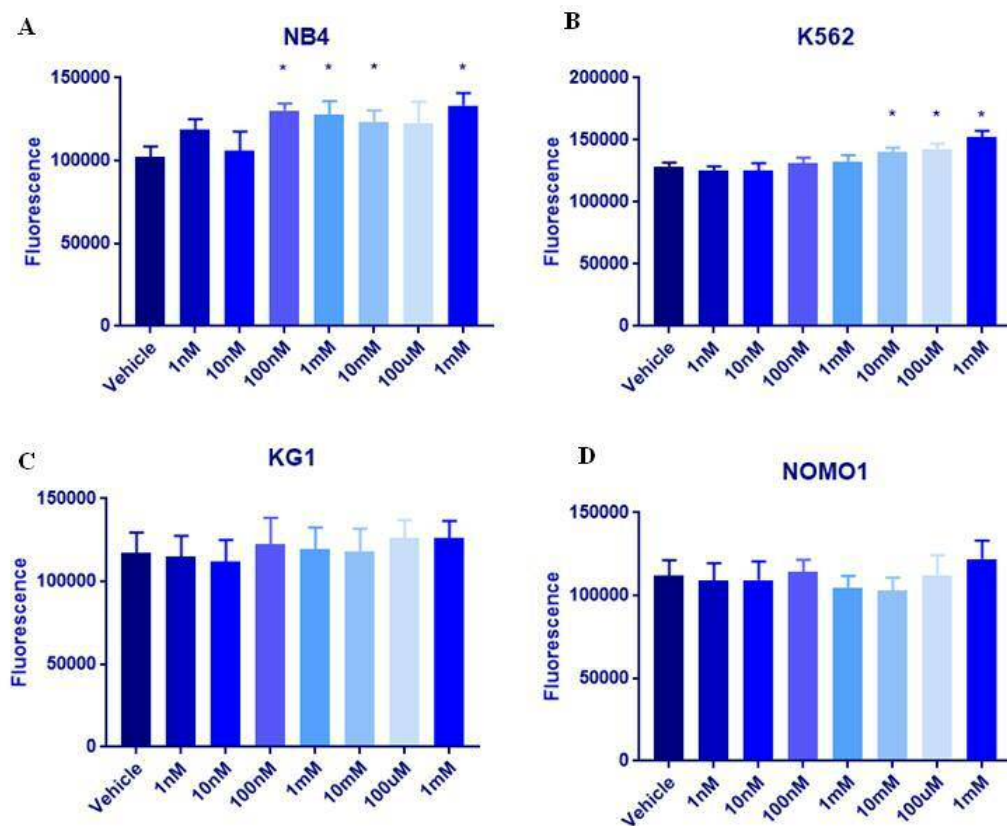 A
NB4
* * * *
150000
100000
50000
0
Fluorescence
Vehicle 1nM 10nM 100nM 1mM 10mM 100uM 1mM
B
K562
* * *
200000
150000
100000
50000
0
Fluorescence
Vehicle 1nM 10nM 100nM 1mM 10mM 100uM 1mM
C
KG1
150000
100000
50000
0
Fluorescence
Vehicle 1nM 10nM 100nM 1mM 10mM 100uM 1mM
D
NOMO1
150000
100000
50000
0
Fluorescence
Vehicle 1nM 10nM 100nM 1mM 10mM 100uM 1mM